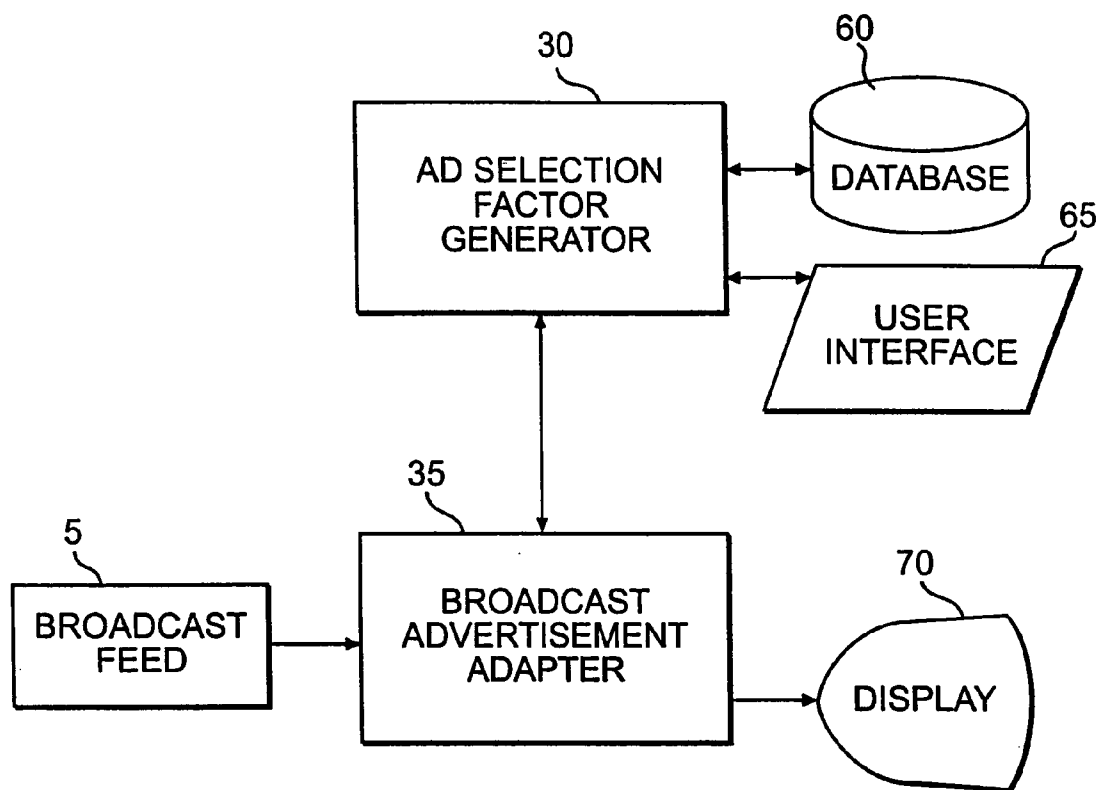 30
AD SELECTION
FACTOR
GENERATOR
60
DATABASE
65
USER
INTERFACE
35
BROADCAST
ADVERTISEMENT
ADAPTER
5
BROADCAST
FEED
70
DISPLAY